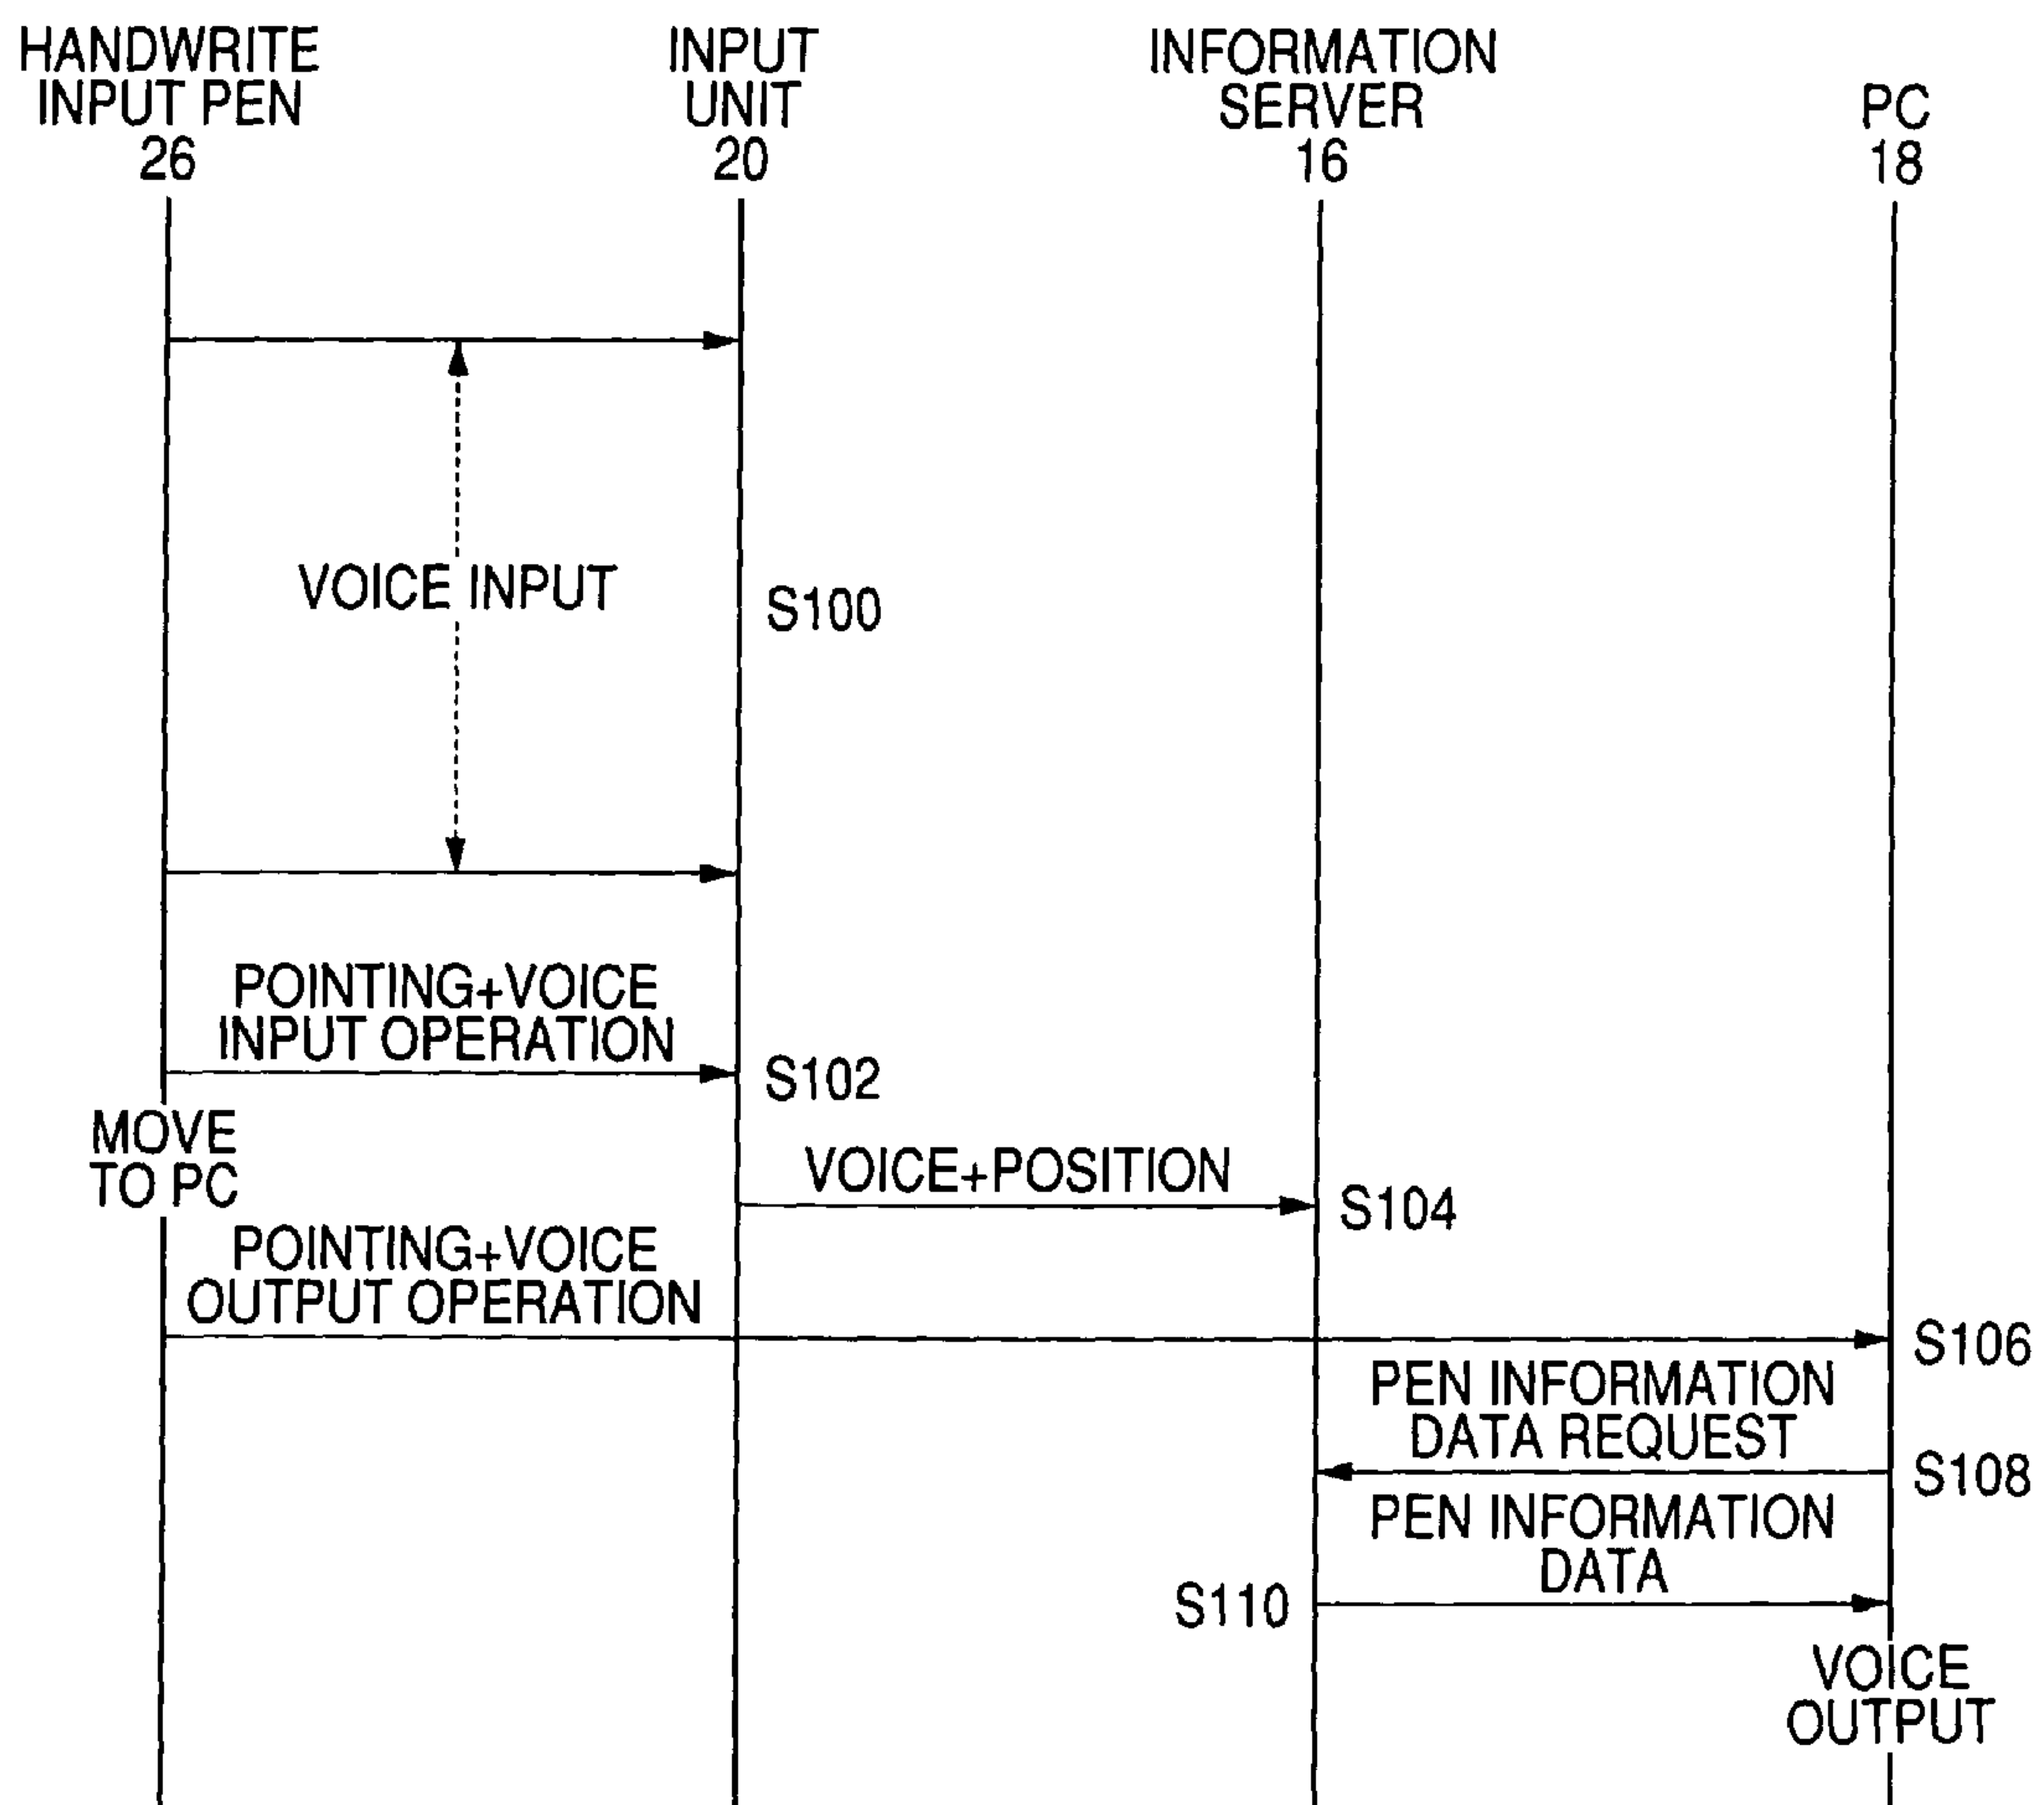 HANDWRITE
INPUT PEN
26
INPUT
UNIT
20
INFORMATION
SERVER
16
PC
18
VOICE INPUT
S100
POINTING+VOICE
INPUT OPERATION
S102
MOVE
TO PC
VOICE+POSITION
S104
POINTING+VOICE
OUTPUT OPERATION
S106
PEN INFORMATION
DATA REQUEST
S108
PEN INFORMATION
DATA
S110
VOICE
OUTPUT